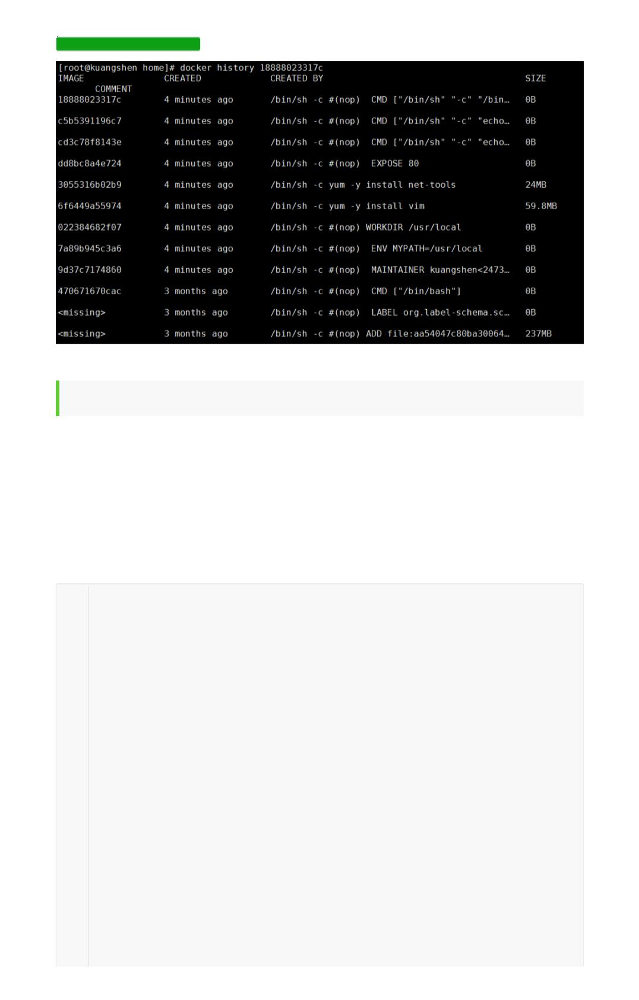 [root@kuangshen home]# docker history 18888023317c
IMAGE CREATED CREATED BY SIZE
COMMENT
18888023317c 4 minutes ago /bin/sh -c #(nop) CMD ["/bin/sh" "-c" "/bin… 0B
c5b5391196c7 4 minutes ago /bin/sh -c #(nop) CMD ["/bin/sh" "-c" "echo… 0B
cd3c78f8143e 4 minutes ago /bin/sh -c #(nop) CMD ["/bin/sh" "-c" "echo… 0B
dd8bc8a4e724 4 minutes ago /bin/sh -c #(nop) EXPOSE 80 0B
3055316b02b9 4 minutes ago /bin/sh -c yum -y install net-tools 24MB
6f6449a55974 4 minutes ago /bin/sh -c yum -y install vim 59.8MB
022384682f07 4 minutes ago /bin/sh -c #(nop) WORKDIR /usr/local 0B
7a89b945c3a6 4 minutes ago /bin/sh -c #(nop) ENV MYPATH=/usr/local 0B
9d37c7174860 4 minutes ago /bin/sh -c #(nop) MAINTAINER kuangshen<2473… 0B
470671670cac 3 months ago /bin/sh -c #(nop) CMD ["/bin/bash"] 0B
<missing> 3 months ago /bin/sh -c #(nop) LABEL org.label-schema.sc… 0B
<missing> 3 months ago /bin/sh -c #(nop) ADD file:aa54047c80ba30064… 237MB